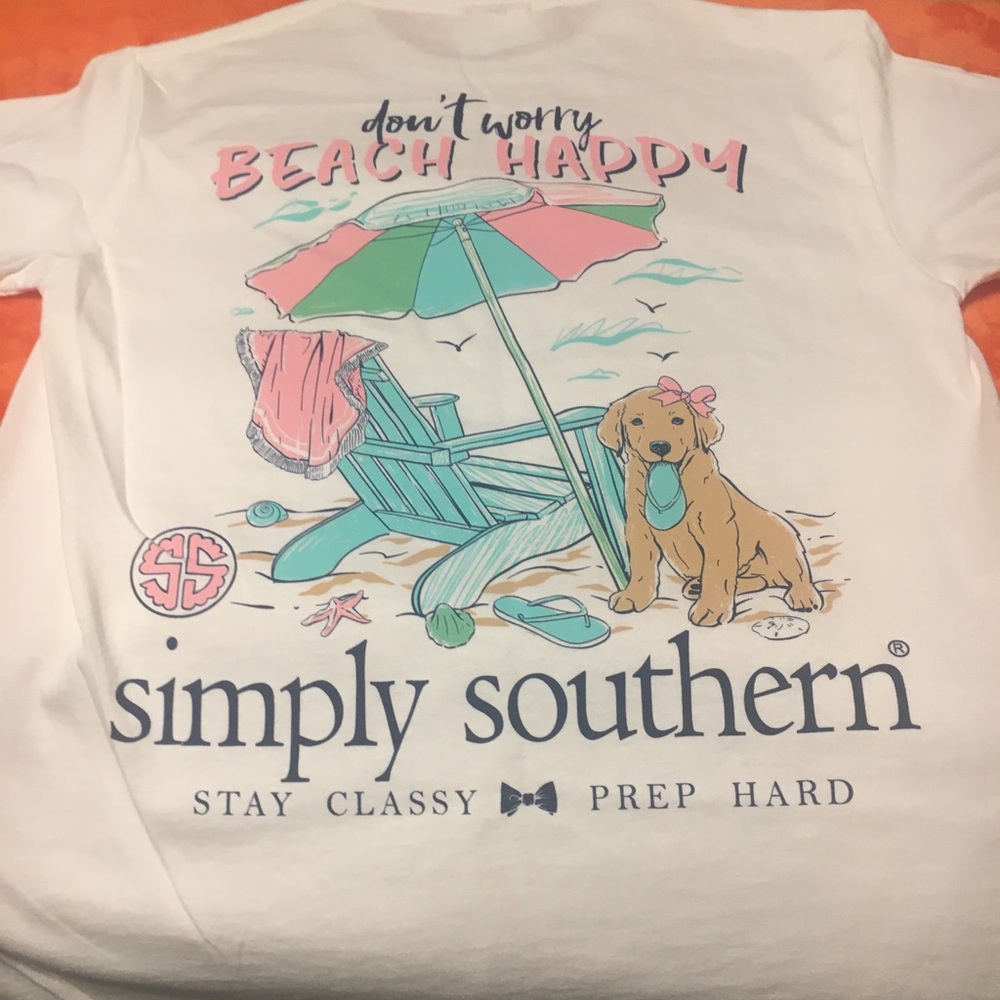 don't worry
BEACH HAPPY
SS
simply southern®
STAY CLASSY PREP HARD